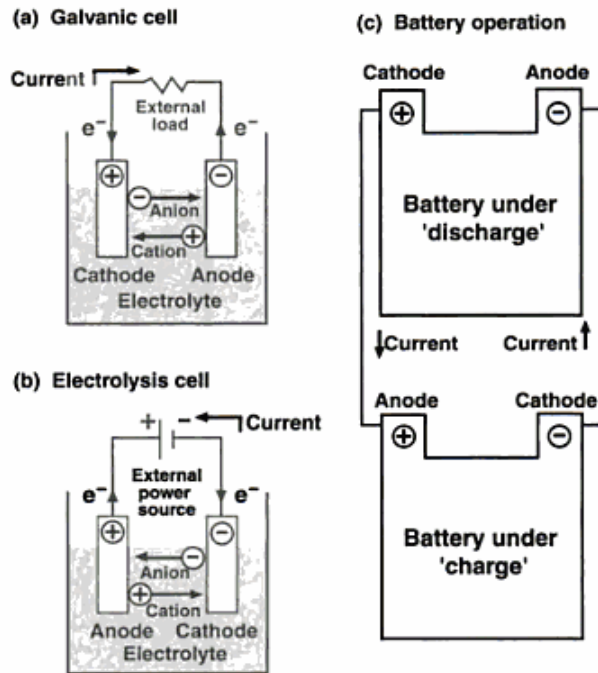 (a) Galvanic cell
Current
External
load
e⁻ e⁻
+ − −
Anion
+
Cation
Cathode Anode
Electrolyte
(b) Electrolysis cell
+ − Current
External
power
source
e⁻ e⁻
+ − −
Anion
+
Cation
Anode Cathode
Electrolyte
(c) Battery operation
Cathode Anode
+ −
Battery under
'discharge'
Current Current
Anode Cathode
+ −
Battery under
'charge'